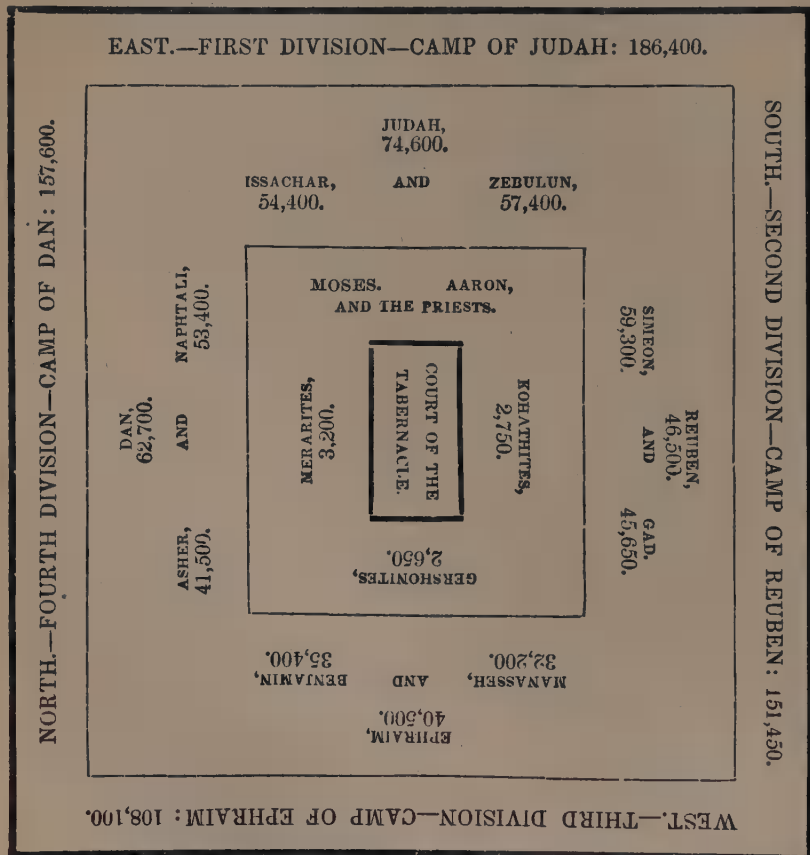 EAST.—FIRST DIVISION—CAMP OF JUDAH: 186,400.
JUDAH,
74,600.
ISSACHAR, AND ZEBULUN,
54,400. 57,400.
SOUTH.—SECOND DIVISION—CAMP OF REUBEN: 151,450.
SIMEON,
59,300.
REUBEN,
46,500.
AND
GAD.
45,650.
WEST.—THIRD DIVISION—CAMP OF EPHRAIM: 108,100.
EPHRAIM,
40,500.
MANASSEH, AND BENJAMIN,
32,200. 35,400.
NORTH.—FOURTH DIVISION—CAMP OF DAN: 157,600.
DAN,
62,700.
NAPHTALI,
53,400.
AND
ASHER,
41,500.
MOSES. AARON,
AND THE PRIESTS.
KOHATHITES,
2,750.
GERSHONITES,
2,650.
MERARITES,
3,200.
COURT OF THE
TABERNACLE.